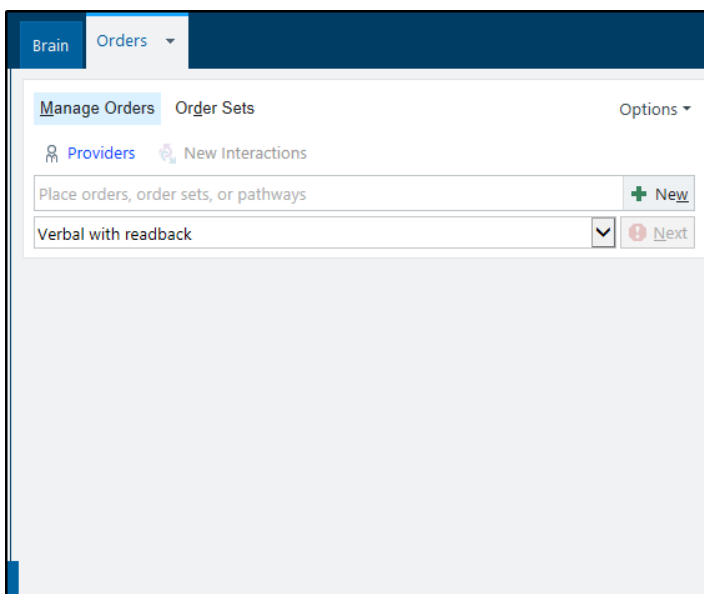 Brain Orders
Manage Orders Order Sets Options
Providers New Interactions
Place orders, order sets, or pathways New
Verbal with readback Next